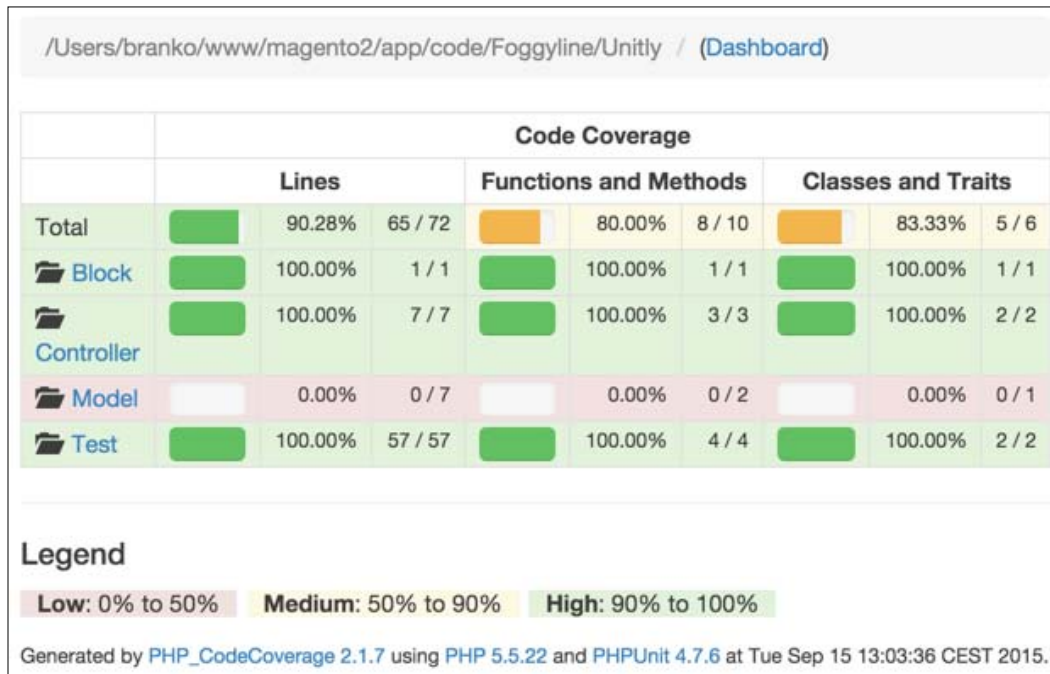 /Users/branko/www/magento2/app/code/Foggyline/Unitly / (Dashboard)
Code Coverage
Lines Functions and Methods Classes and Traits
Total 90.28% 65 / 72 80.00% 8 / 10 83.33% 5 / 6
Block 100.00% 1 / 1 100.00% 1 / 1 100.00% 1 / 1
Controller 100.00% 7 / 7 100.00% 3 / 3 100.00% 2 / 2
Model 0.00% 0 / 7 0.00% 0 / 2 0.00% 0 / 1
Test 100.00% 57 / 57 100.00% 4 / 4 100.00% 2 / 2
Legend
Low: 0% to 50% Medium: 50% to 90% High: 90% to 100%
Generated by PHP_CodeCoverage 2.1.7 using PHP 5.5.22 and PHPUnit 4.7.6 at Tue Sep 15 13:03:36 CEST 2015.